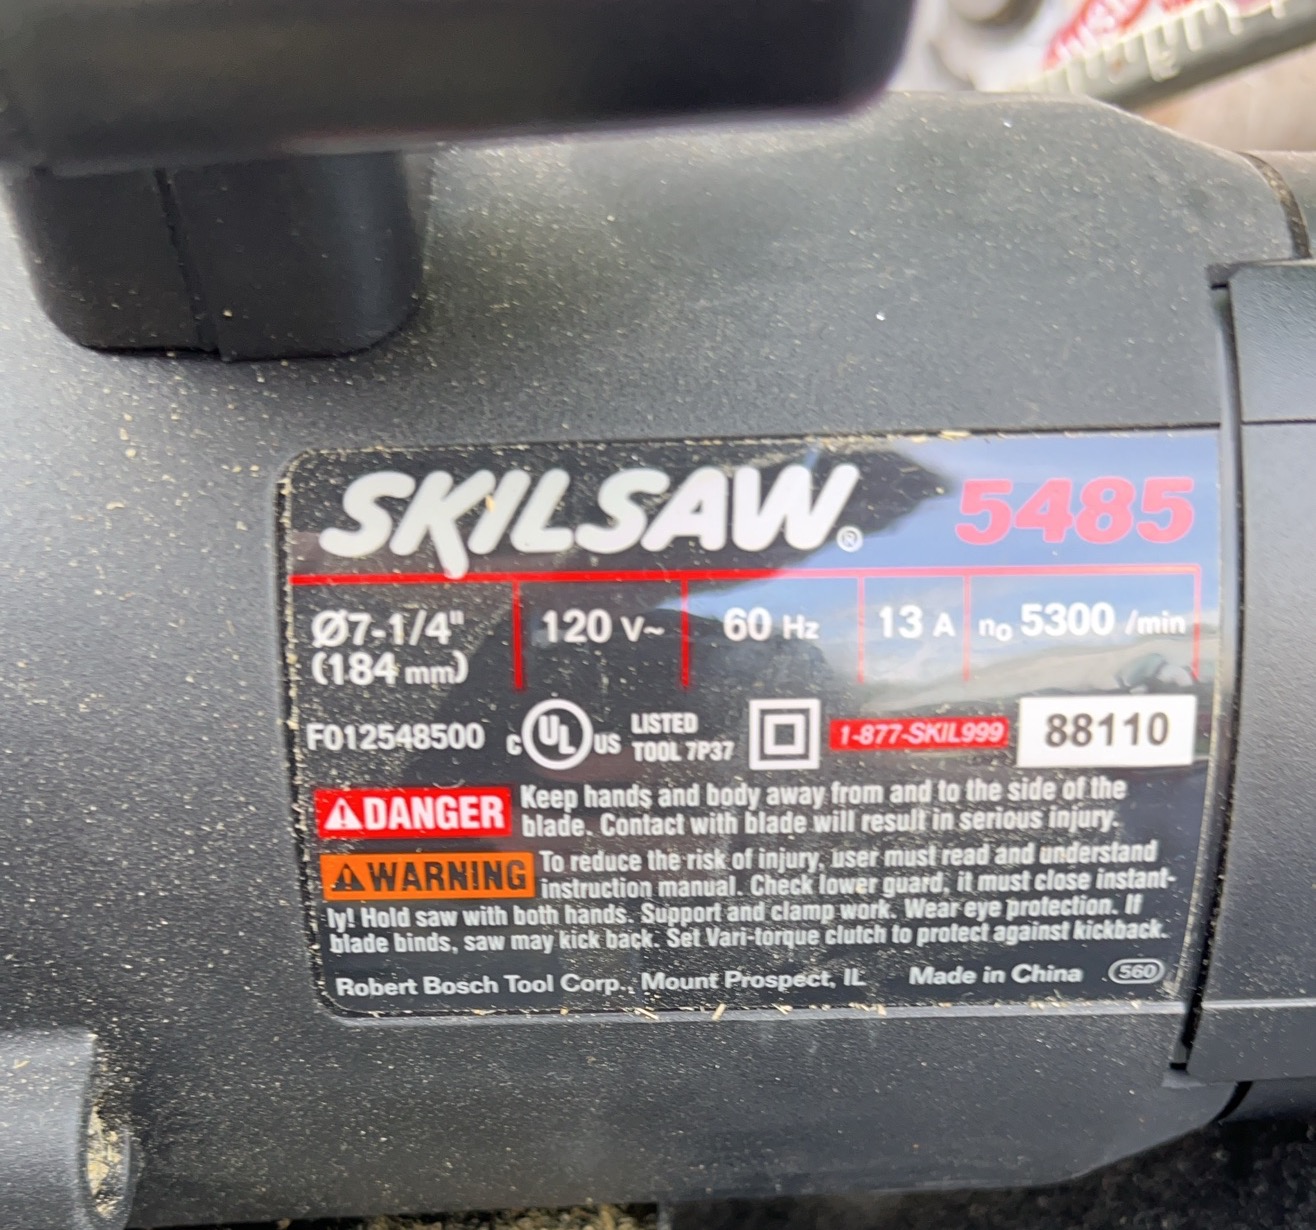 SKILSAW® 5485
Ø7-1/4" 120 V~ 60 Hz 13 A n₀ 5300 /min
(184 mm)
F012548500 c UL us LISTED TOOL 7P37 1-877-SKIL999 88110
DANGER Keep hands and body away from and to the side of the
blade. Contact with blade will result in serious injury.
WARNING To reduce the risk of injury, user must read and understand
instruction manual. Check lower guard, it must close instant-
ly! Hold saw with both hands. Support and clamp work. Wear eye protection. If
blade binds, saw may kick back. Set Vari-torque clutch to protect against kickback.
Robert Bosch Tool Corp., Mount Prospect, IL Made in China 560